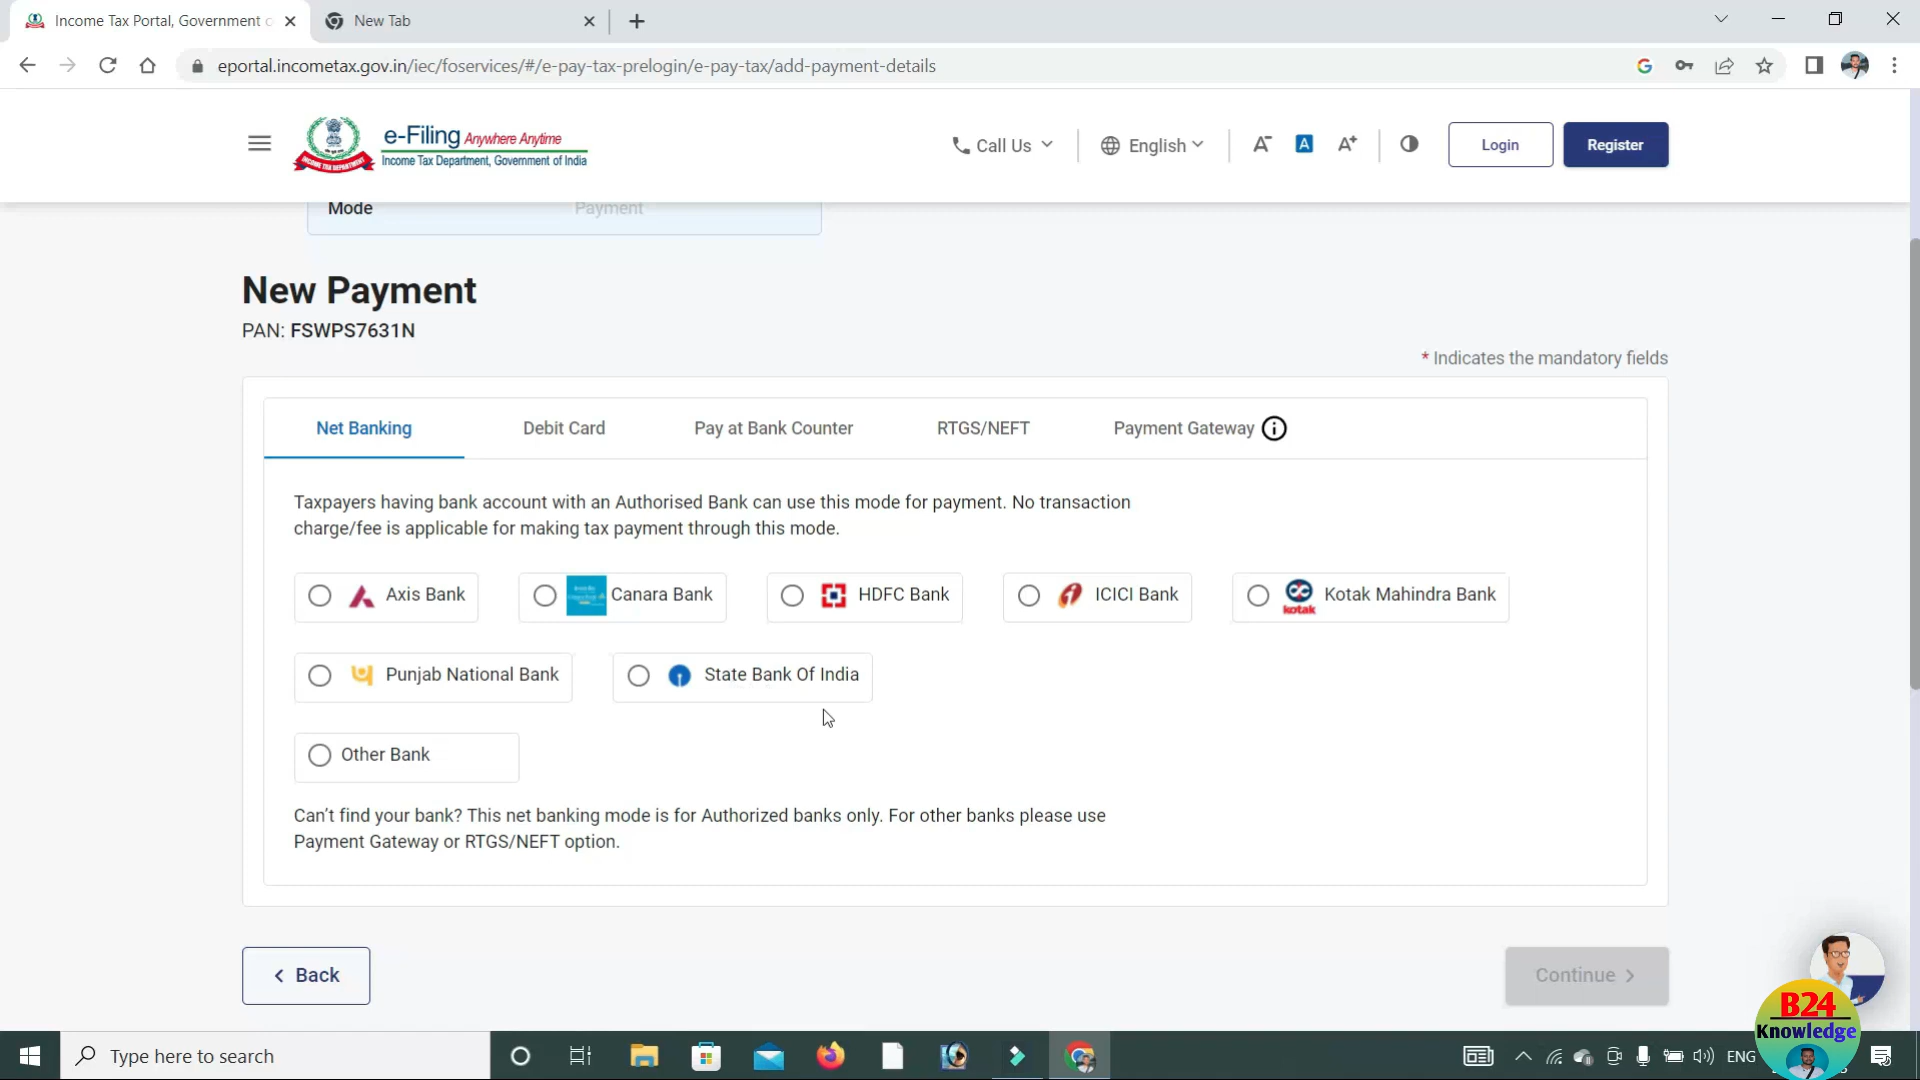 Income Tax Portal, Government o
New Tab
eportal.incometax.gov.in/iec/foservices/#/e-pay-tax-prelogin/e-pay-tax/add-payment-details
e-Filing Anywhere Anytime
Income Tax Department, Government of India
INCOME TAX DEPARTMENT
Call Us
English
A-
A
A+
Login
Register
Mode
Payment
New Payment
PAN: FSWPS7631N
* Indicates the mandatory fields
Net Banking
Debit Card
Pay at Bank Counter
RTGS/NEFT
Payment Gateway
Taxpayers having bank account with an Authorised Bank can use this mode for payment. No transaction
charge/fee is applicable for making tax payment through this mode.
Axis Bank
Canara Bank
HDFC Bank
ICICI Bank
kotak
Kotak Mahindra Bank
Punjab National Bank
State Bank Of India
Other Bank
Can't find your bank? This net banking mode is for Authorized banks only. For other banks please use
Payment Gateway or RTGS/NEFT option.
Back
Continue
B24
Knowledge
Type here to search
ENG